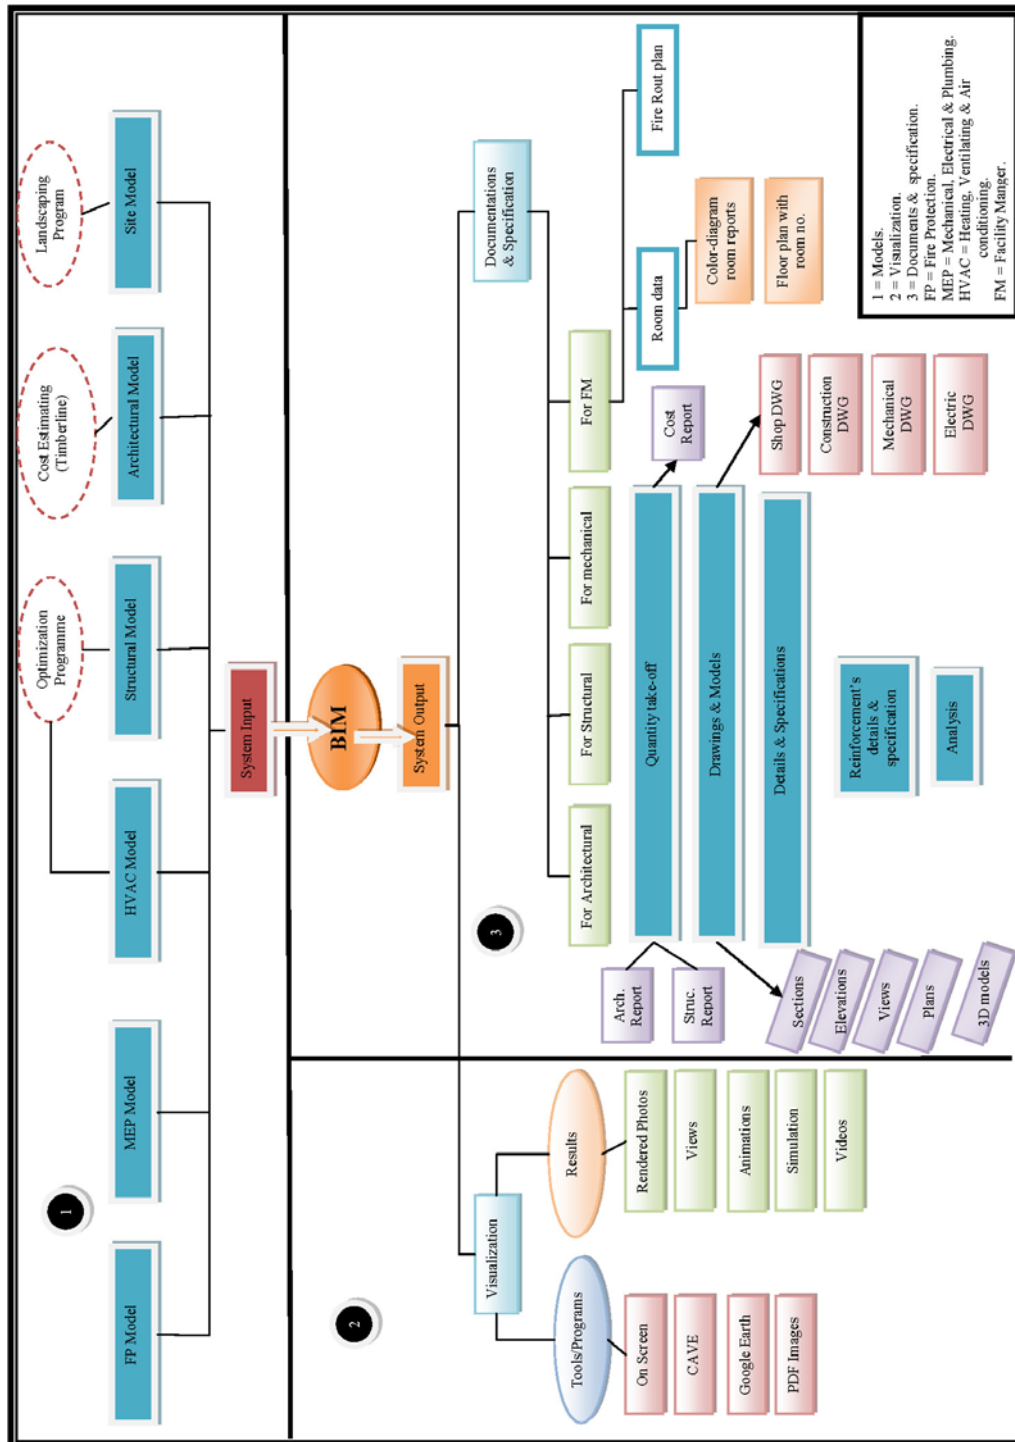 Optimization
Programme
Cost Estimating
(Timberline)
Landscaping
Program
1
FP Model
MEP Model
HVAC Model
Structural Model
Architectural Model
Site Model
System Input
BIM
System Output
2
Visualization
Tools/Programs
On Screen
CAVE
Google Earth
PDF Images
Results
Rendered Photos
Views
Animations
Simulation
Videos
3
Documentations
& Specification
For Architectural
For Structural
For mechanical
For FM
Arch.
Report
Struc.
Report
Quantity take-off
Cost
Report
Drawings & Models
Details & Specifications
Sections
Elevations
Views
Plans
3D models
Reinforcement's
details &
specification
Analysis
Shop DWG
Construction
DWG
Mechanical
DWG
Electric
DWG
Room data
Fire Rout plan
Color-diagram
room reports
Floor plan with
room no.
1 = Models.
2 = Visualization.
3 = Documents & specification.
FP = Fire Protection.
MEP = Mechanical, Electrical & Plumbing.
HVAC = Heating, Ventilating & Air
conditioning.
FM = Facility Manger.